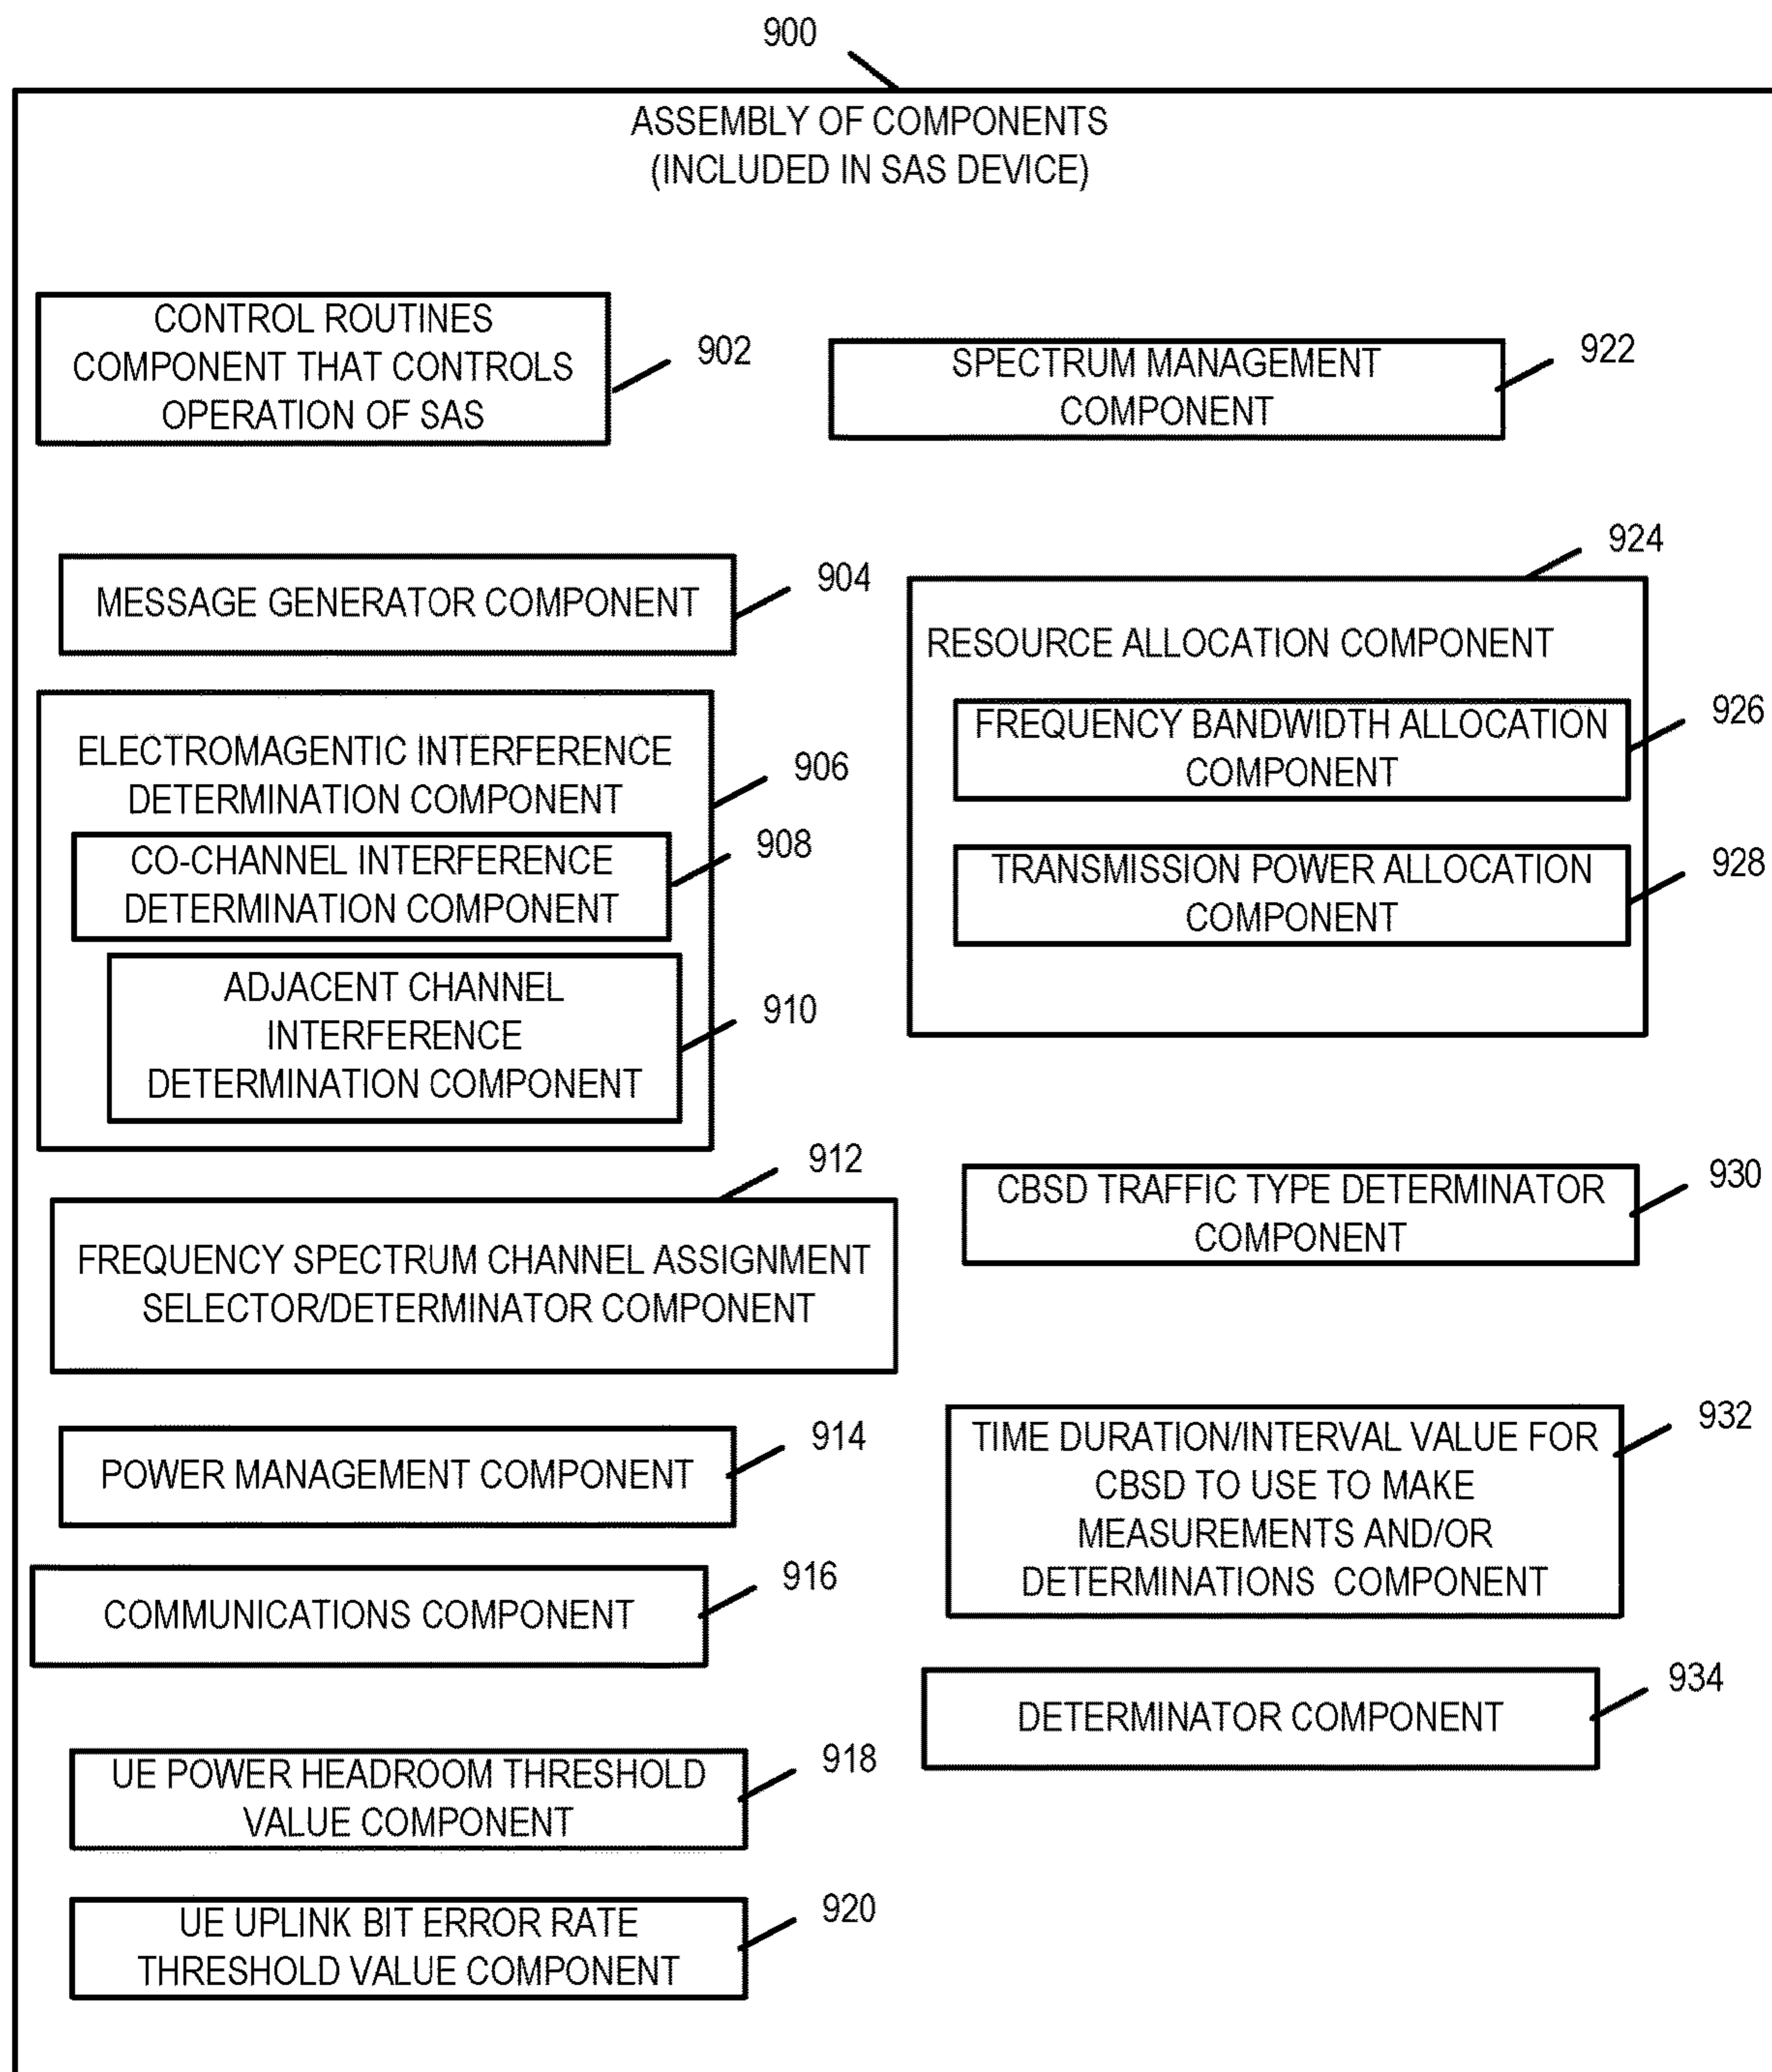 900
ASSEMBLY OF COMPONENTS
(INCLUDED IN SAS DEVICE)
CONTROL ROUTINES
COMPONENT THAT CONTROLS
OPERATION OF SAS
902
MESSAGE GENERATOR COMPONENT
904
ELECTROMAGENTIC INTERFERENCE
DETERMINATION COMPONENT
906
CO-CHANNEL INTERFERENCE
DETERMINATION COMPONENT
908
ADJACENT CHANNEL
INTERFERENCE
DETERMINATION COMPONENT
910
912
FREQUENCY SPECTRUM CHANNEL ASSIGNMENT
SELECTOR/DETERMINATOR COMPONENT
POWER MANAGEMENT COMPONENT
914
COMMUNICATIONS COMPONENT
916
UE POWER HEADROOM THRESHOLD
VALUE COMPONENT
918
UE UPLINK BIT ERROR RATE
THRESHOLD VALUE COMPONENT
920
SPECTRUM MANAGEMENT
COMPONENT
922
924
RESOURCE ALLOCATION COMPONENT
FREQUENCY BANDWIDTH ALLOCATION
COMPONENT
926
TRANSMISSION POWER ALLOCATION
COMPONENT
928
CBSD TRAFFIC TYPE DETERMINATOR
COMPONENT
930
TIME DURATION/INTERVAL VALUE FOR
CBSD TO USE TO MAKE
MEASUREMENTS AND/OR
DETERMINATIONS COMPONENT
932
DETERMINATOR COMPONENT
934